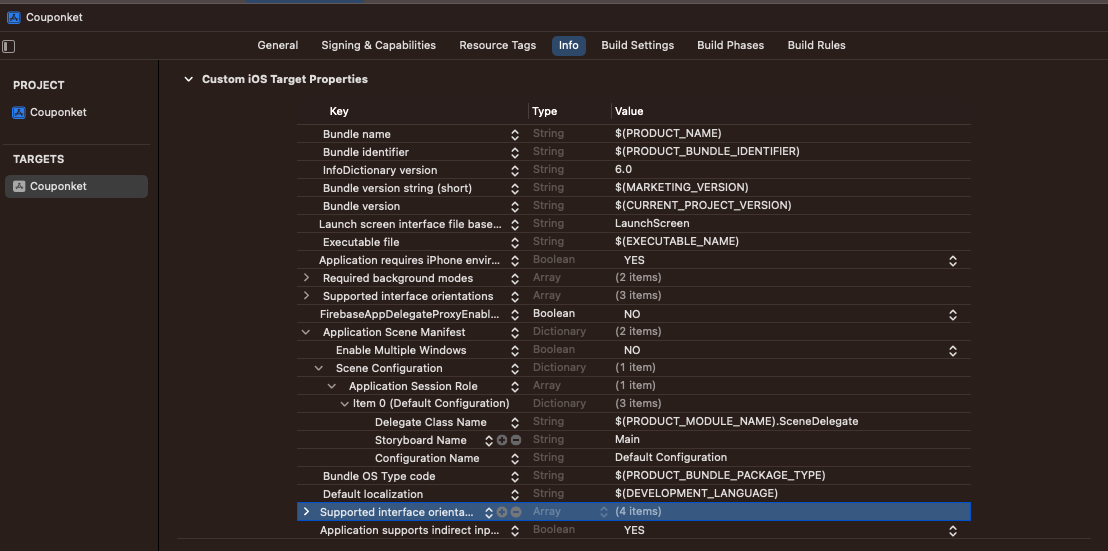 Couponket
General Signing & Capabilities Resource Tags Info Build Settings Build Phases Build Rules
PROJECT
Couponket
TARGETS
Couponket
Custom iOS Target Properties
Key Type Value
Bundle name String $(PRODUCT_NAME)
Bundle identifier String $(PRODUCT_BUNDLE_IDENTIFIER)
InfoDictionary version String 6.0
Bundle version string (short) String $(MARKETING_VERSION)
Bundle version String $(CURRENT_PROJECT_VERSION)
Launch screen interface file base... String LaunchScreen
Executable file String $(EXECUTABLE_NAME)
Application requires iPhone envir... Boolean YES
Required background modes Array (2 items)
Supported interface orientations Array (3 items)
FirebaseAppDelegateProxyEnabl... Boolean NO
Application Scene Manifest Dictionary (2 items)
Enable Multiple Windows Boolean NO
Scene Configuration Dictionary (1 item)
Application Session Role Array (1 item)
Item 0 (Default Configuration) Dictionary (3 items)
Delegate Class Name String $(PRODUCT_MODULE_NAME).SceneDelegate
Storyboard Name String Main
Configuration Name String Default Configuration
Bundle OS Type code String $(PRODUCT_BUNDLE_PACKAGE_TYPE)
Default localization String $(DEVELOPMENT_LANGUAGE)
Supported interface orienta... Array (4 items)
Application supports indirect inp... Boolean YES